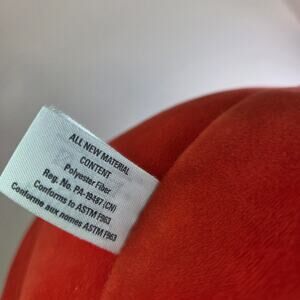 ALL NEW MATERIAL
CONTENT
Polyester Fiber
Reg. No. PA-19497 (CN)
Conforms to ASTM F963
Conforme aux nomes ASTM F963